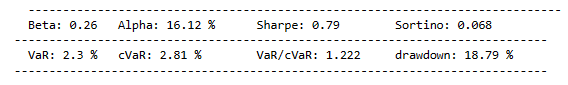 -----------------------------------------------------------------------------
Beta: 0.26   Alpha: 16.12 %      Sharpe: 0.79        Sortino: 0.068
-----------------------------------------------------------------------------
VaR: 2.3 %   cVaR: 2.81 %        VaR/cVaR: 1.222     drawdown: 18.79 %
-----------------------------------------------------------------------------